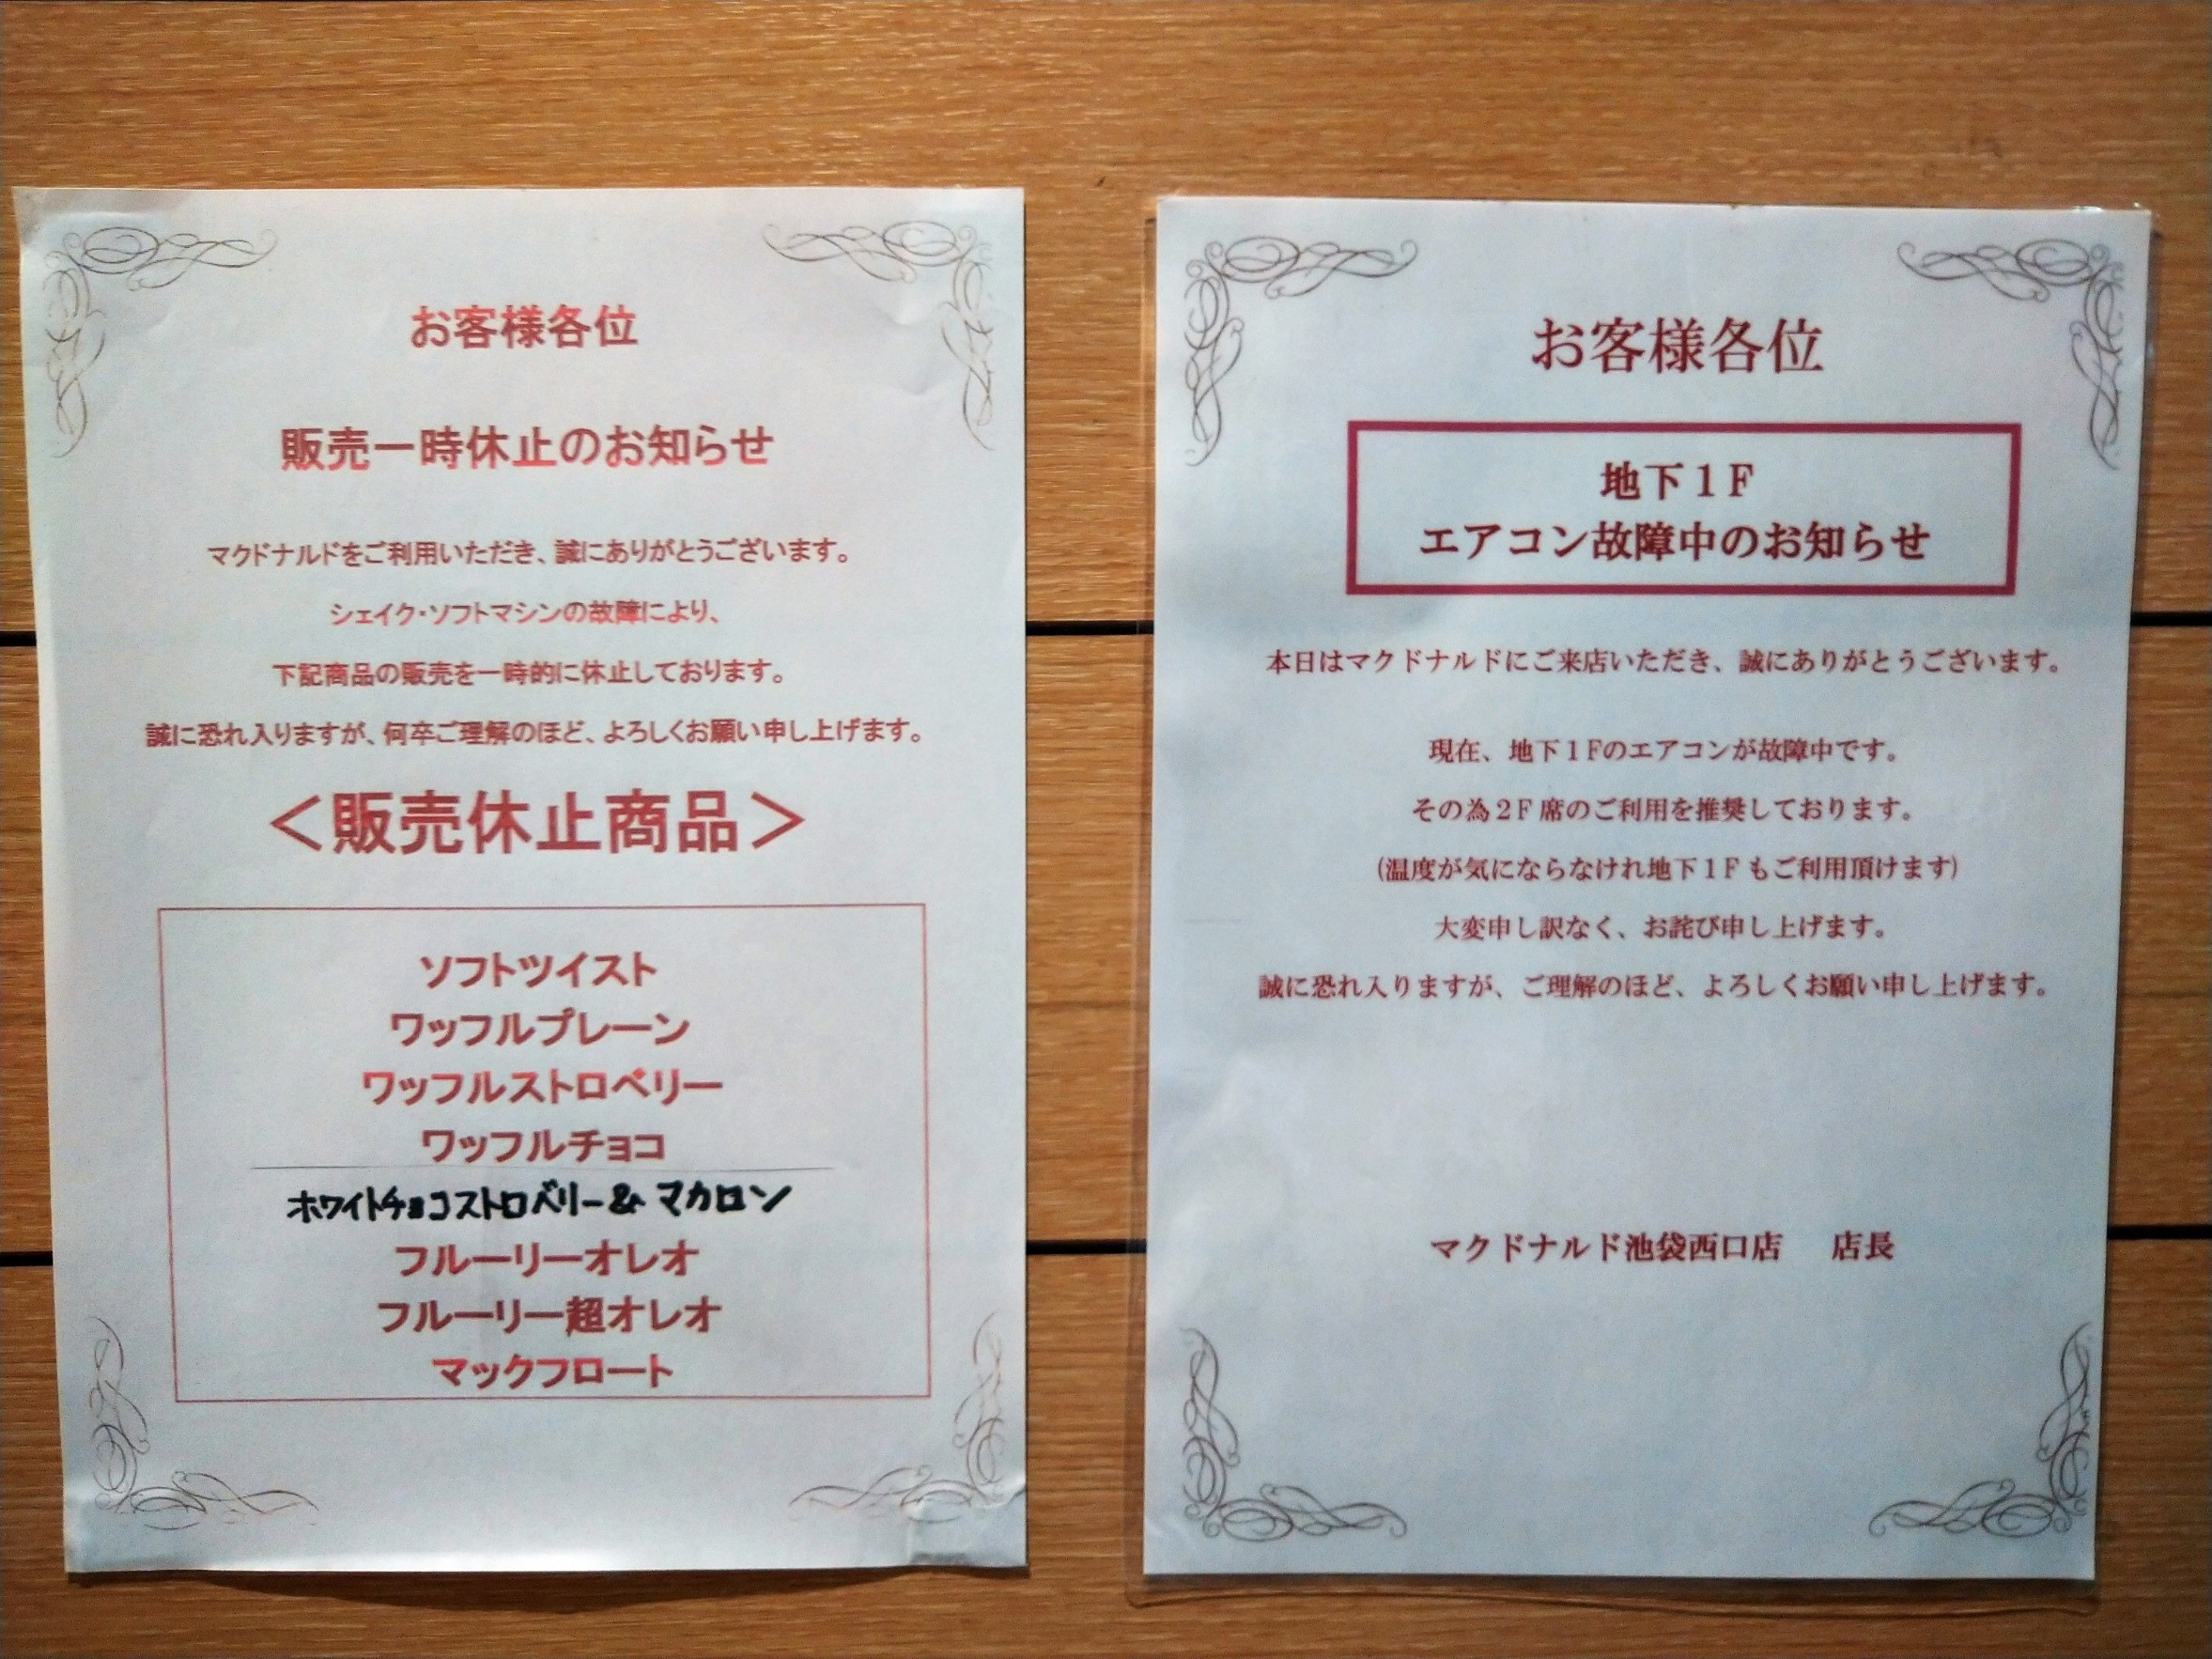 お客様各位
販売一時休止のお知らせ
マクドナルドをご利用いただき、誠にありがとうございます。
シェイク・ソフトマシンの故障により、
下記商品の販売を一時的に休止しております。
誠に恐れ入りますが、何卒ご理解のほど、よろしくお願い申し上げます。
＜販売休止商品＞
ソフトツイスト
ワッフルプレーン
ワッフルストロベリー
ワッフルチョコ
ホワイトチョコストロベリー& マカロン
フルーリーオレオ
フルーリー超オレオ
マックフロート
お客様各位
地下１F
エアコン故障中のお知らせ
本日はマクドナルドにご来店いただき、誠にありがとうございます。
現在、地下１Fのエアコンが故障中です。
その為２F 席のご利用を推奨しております。
(温度が気にならなけれ地下１F もご利用頂けます)
大変申し訳なく、お詫び申し上げます。
誠に恐れ入りますが、ご理解のほど、よろしくお願い申し上げます。
マクドナルド池袋西口店　店長